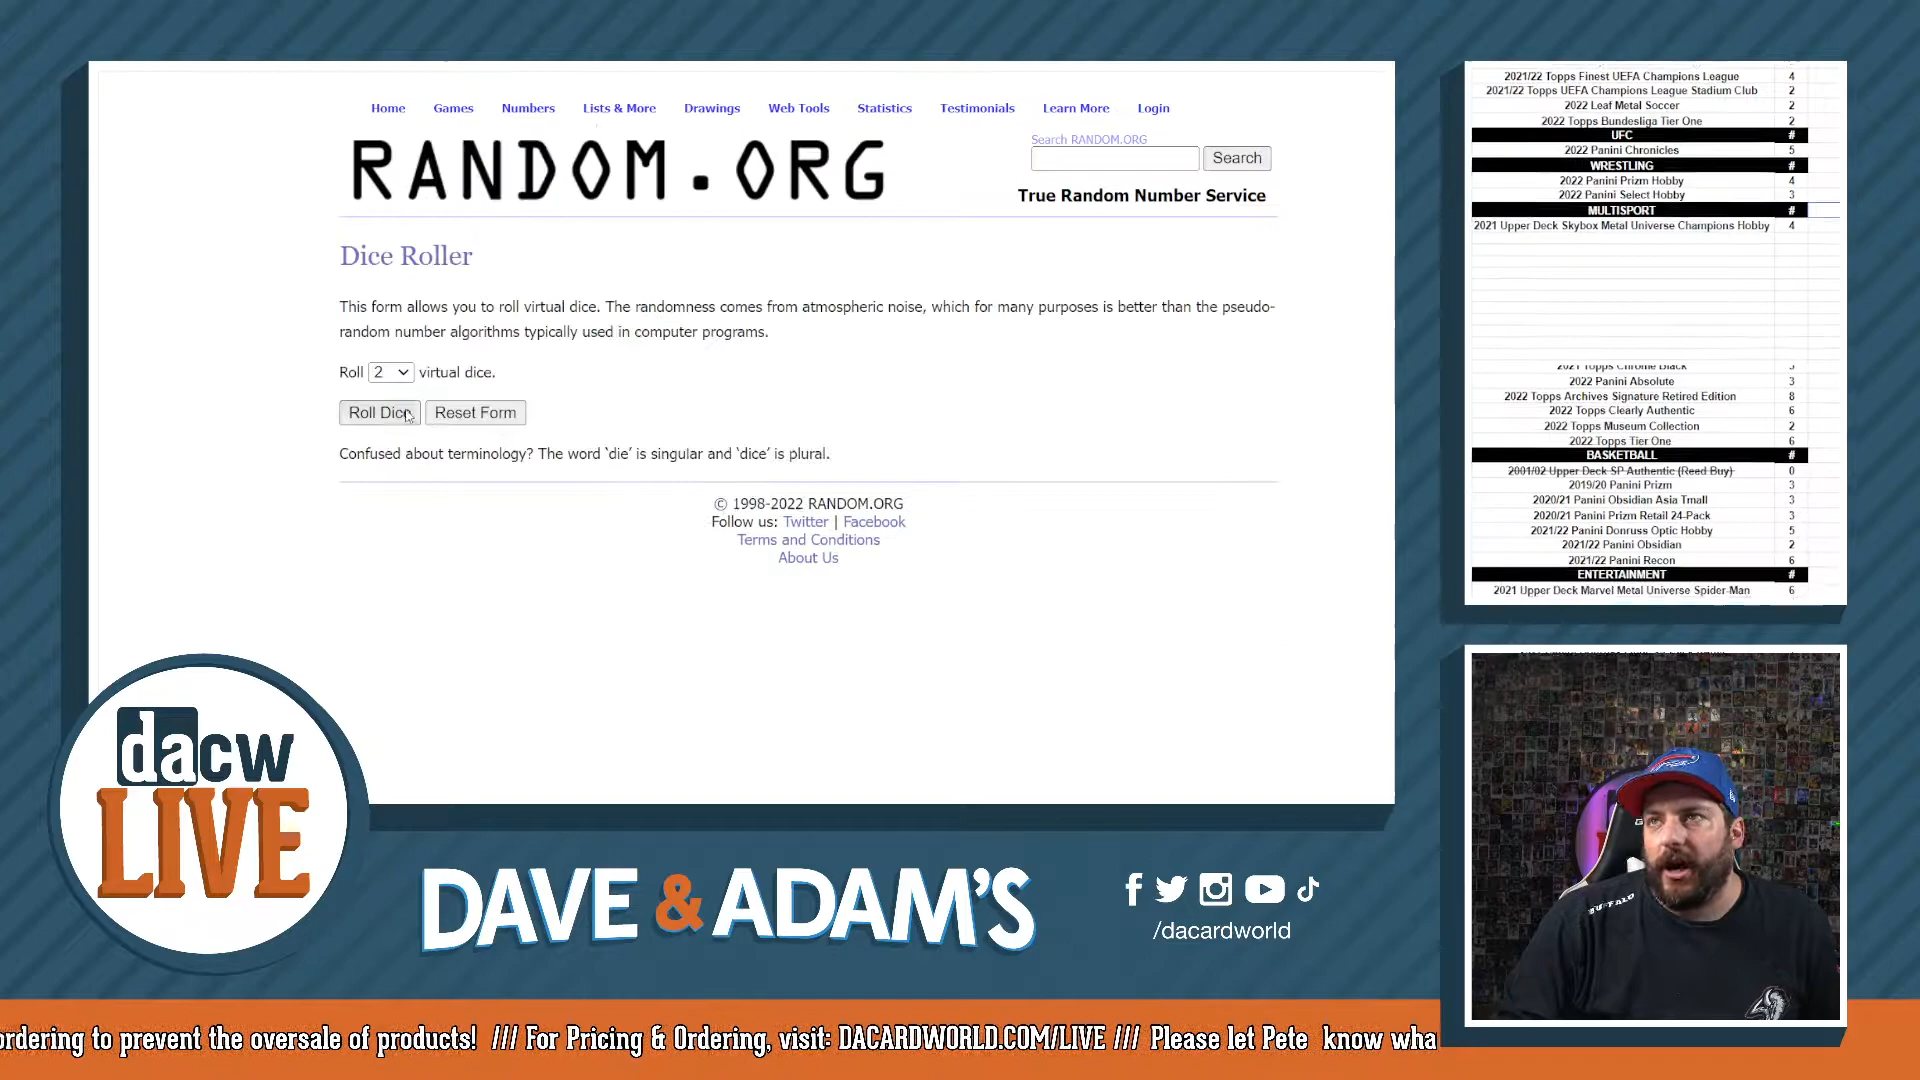 Home Games Numbers Lists & More Drawings Web Tools Statistics Testimonials Learn More Login
RANDOM.ORG
Search RANDOM.ORG
Search
True Random Number Service
Dice Roller
This form allows you to roll virtual dice. The randomness comes from atmospheric noise, which for many purposes is better than the pseudo-
random number algorithms typically used in computer programs.
Roll 2 virtual dice.
Roll Dice Reset Form
Confused about terminology? The word ‘die’ is singular and ‘dice’ is plural.
© 1998-2022 RANDOM.ORG
Follow us: Twitter | Facebook
Terms and Conditions
About Us
2021/22 Topps Finest UEFA Champions League 4
2021/22 Topps UEFA Champions League Stadium Club 2
2022 Leaf Metal Soccer 2
2022 Topps Bundesliga Tier One 2
UFC #
2022 Panini Chronicles 5
WRESTLING #
2022 Panini Prizm Hobby 4
2022 Panini Select Hobby 3
MULTISPORT #
2021 Upper Deck Skybox Metal Universe Champions Hobby 4
2021 Topps Chrome Black
2022 Panini Absolute 3
2022 Topps Archives Signature Retired Edition 8
2022 Topps Clearly Authentic 6
2022 Topps Museum Collection 2
2022 Topps Tier One 6
BASKETBALL #
2001/02 Upper Deck SP Authentic (Reed Buy) 0
2019/20 Panini Prizm 3
2020/21 Panini Obsidian Asia Tmall 3
2020/21 Panini Prizm Retail 24-Pack 3
2021/22 Panini Donruss Optic Hobby 5
2021/22 Panini Obsidian 2
2021/22 Panini Recon 6
ENTERTAINMENT #
2021 Upper Deck Marvel Metal Universe Spider-Man 6
dacw
LIVE
DAVE & ADAM'S
/dacardworld
BUFFALO
ordering to prevent the oversale of products! /// For Pricing & Ordering, visit: DACARDWORLD.COM/LIVE /// Please let Pete know wha